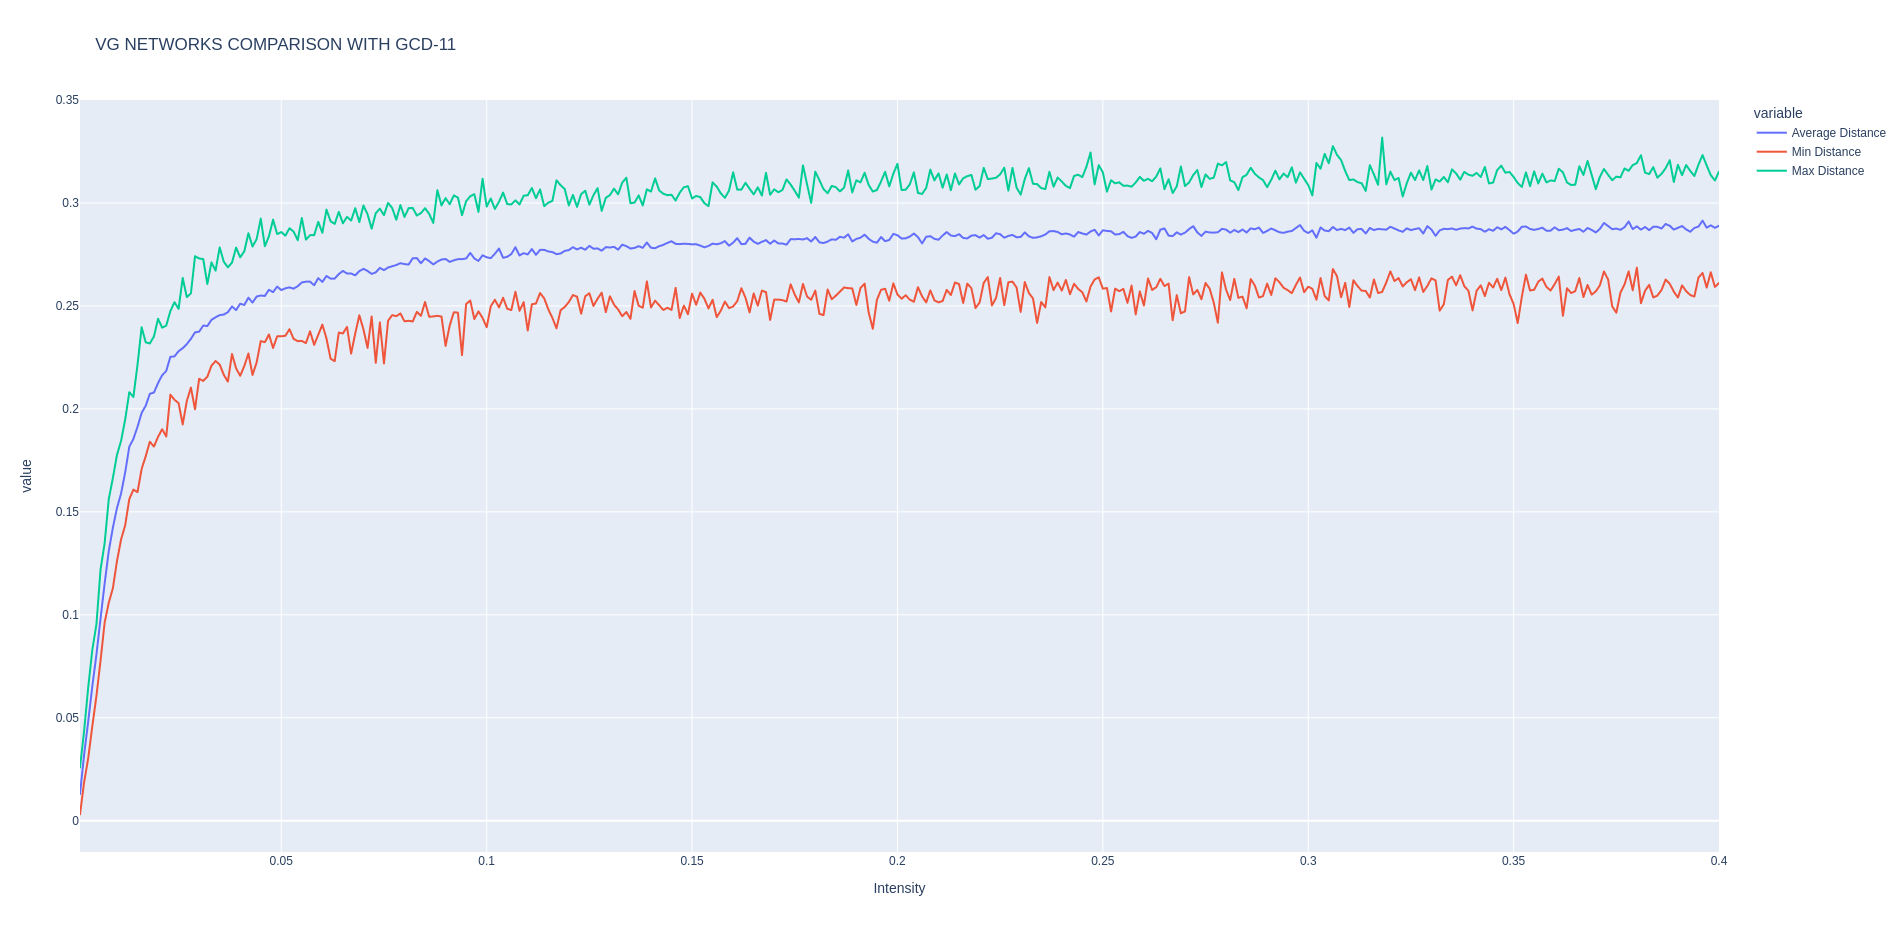 VG NETWORKS COMPARISON WITH GCD-11
variable
Average Distance
Min Distance
Max Distance
value
0.35
0.3
0.25
0.2
0.15
0.1
0.05
0
0.05 0.1 0.15 0.2 0.25 0.3 0.35 0.4
Intensity